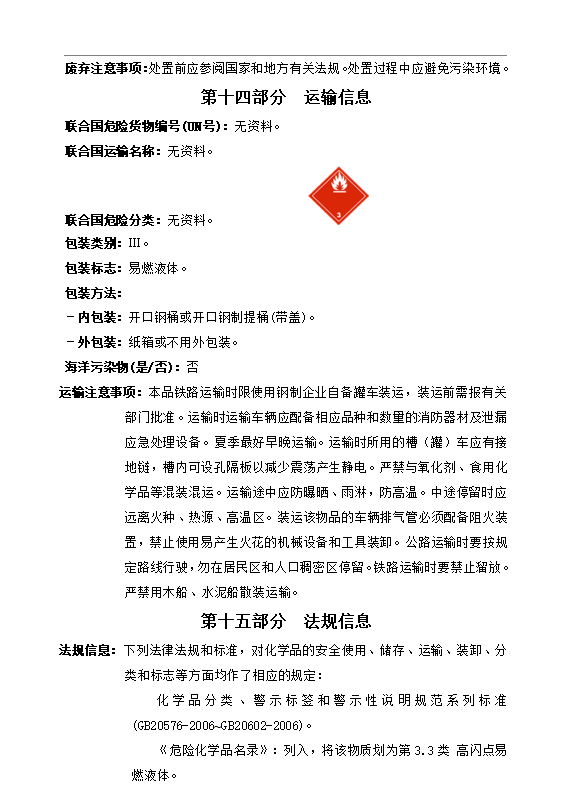 废弃注意事项:处置前应参阅国家和地方有关法规。处置过程中应避免污染环境。
第十四部分 运输信息
联合国危险货物编号(UN号): 无资料。
联合国运输名称: 无资料。
3
联合国危险分类: 无资料。
包装类别: III。
包装标志: 易燃液体。
包装方法:
-内包装: 开口钢桶或开口钢制提桶(带盖)。
-外包装: 纸箱或不用外包装。
海洋污染物(是/否): 否
运输注意事项: 本品铁路运输时限使用钢制企业自备罐车装运，装运前需报有关
部门批准。运输时运输车辆应配备相应品种和数量的消防器材及泄漏
应急处理设备。夏季最好早晚运输。运输时所用的槽（罐）车应有接
地链，槽内可设孔隔板以减少震荡产生静电。严禁与氧化剂、食用化
学品等混装混运。运输途中应防曝晒、雨淋，防高温。中途停留时应
远离火种、热源、高温区。装运该物品的车辆排气管必须配备阻火装
置，禁止使用易产生火花的机械设备和工具装卸。公路运输时要按规
定路线行驶，勿在居民区和人口稠密区停留。铁路运输时要禁止溜放。
严禁用木船、水泥船散装运输。
第十五部分 法规信息
法规信息: 下列法律法规和标准，对化学品的安全使用、储存、运输、装卸、分
类和标志等方面均作了相应的规定:
化学品分类、警示标签和警示性说明规范系列标准
(GB20576-2006~GB20602-2006)。
《危险化学品名录》: 列入，将该物质划为第3.3类 高闪点易
燃液体。